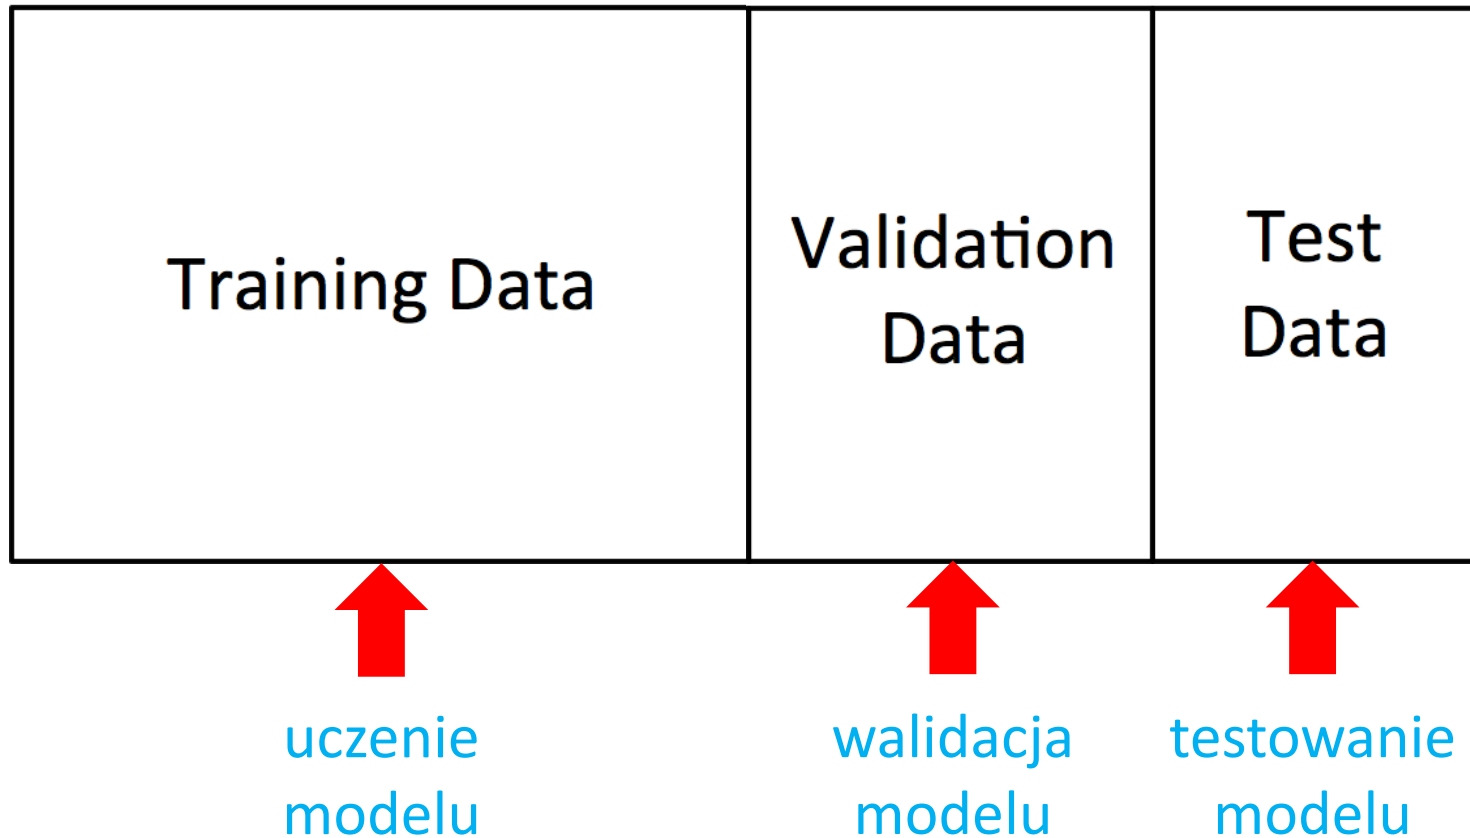 Training Data
Validation
Data
Test
Data
uczenie
modelu
walidacja
modelu
testowanie
modelu